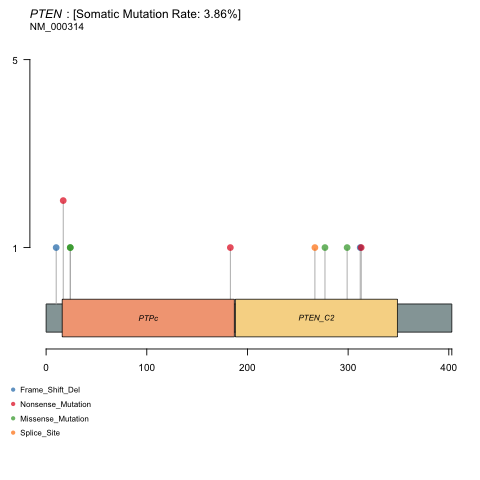 PTEN : [Somatic Mutation Rate: 3.86%]
NM_000314
5
1
PTPc
PTEN_C2
0 100 200 300 400
Frame_Shift_Del
Nonsense_Mutation
Missense_Mutation
Splice_Site